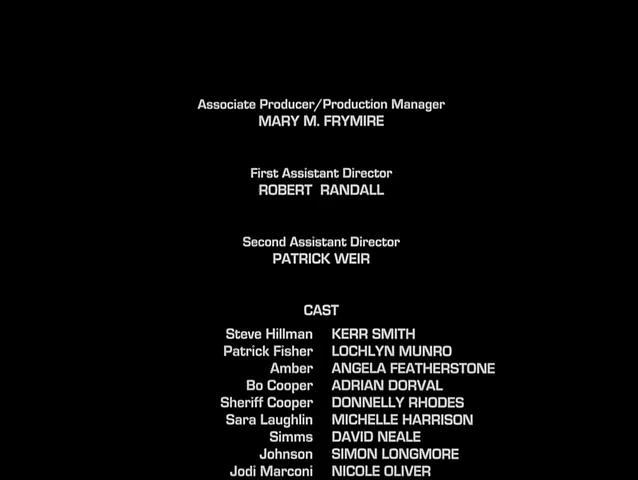 Associate Producer/Production Manager
MARY M. FRYMIRE
First Assistant Director
ROBERT RANDALL
Second Assistant Director
PATRICK WEIR
CAST
Steve Hillman KERR SMITH
Patrick Fisher LOCHLYN MUNRO
Amber ANGELA FEATHERSTONE
Bo Cooper ADRIAN DORVAL
Sheriff Cooper DONNELLY RHODES
Sara Laughlin MICHELLE HARRISON
Simms DAVID NEALE
Johnson SIMON LONGMORE
Jodi Marconi NICOLE OLIVER